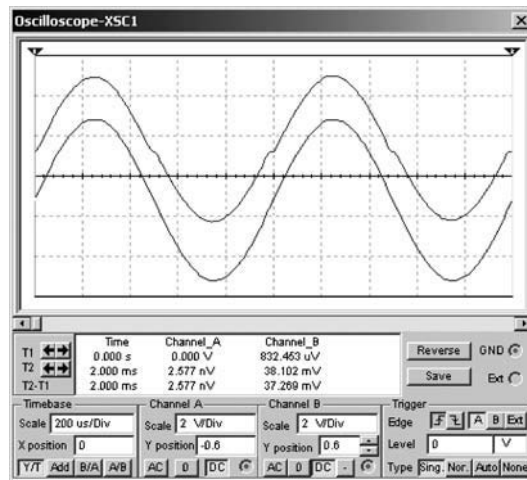 Oscilloscope-XSC1
Time Channel_A Channel_B
T1 0.000 s 0.000 V 832.453 uV
T2 2.000 ms 2.577 nV 38.102 mV
T2-T1 2.000 ms 2.577 nV 37.269 mV
Reverse GND
Save Ext
Timebase Channel A Channel B Trigger
Scale 200 us/Div Scale 2 V/Div Scale 2 V/Div Edge A B Ext
X position 0 Y position -0.6 Y position 0.6 Level 0 V
Y/T Add B/A A/B AC 0 DC AC 0 DC - Type Sing. Nor. Auto None